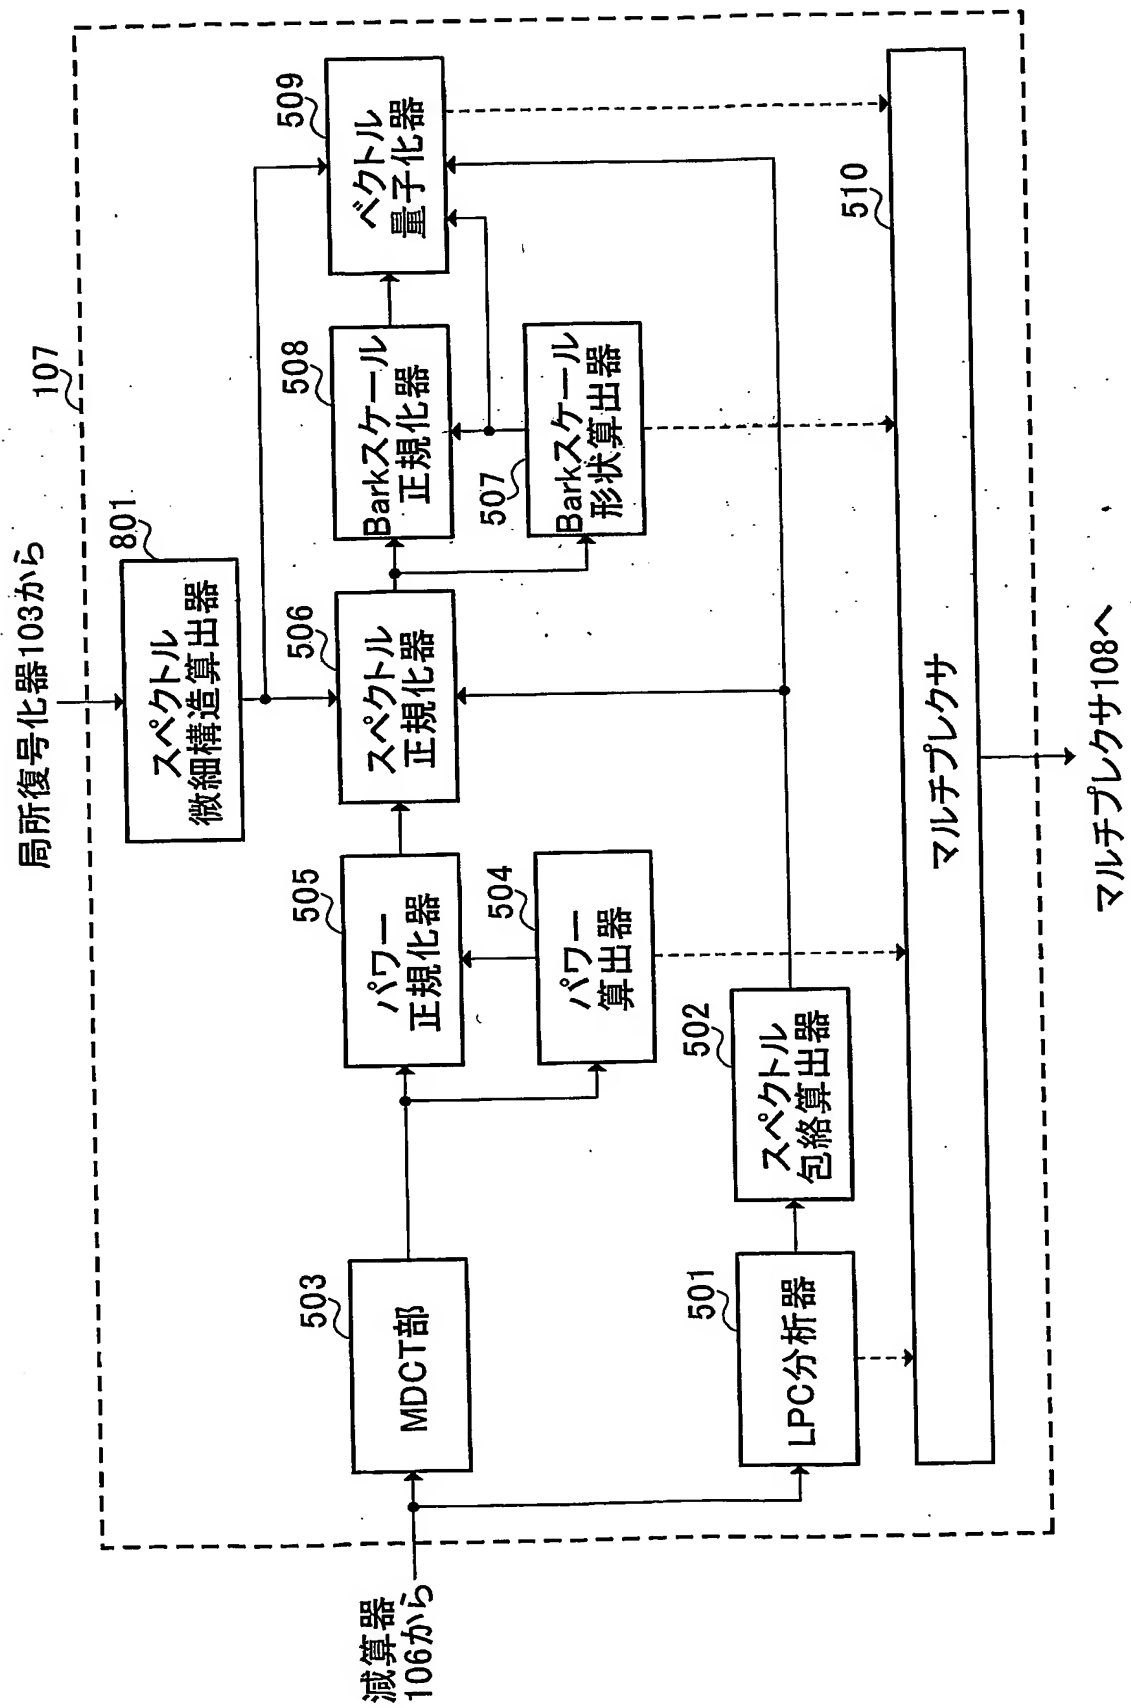 局所復号化器103から
107
801
スペクトル
微細構造算出器
509
ベクトル
量子化器
508
Barkスケール
正規化器
506
スペクトル
正規化器
505
パワー
正規化器
503
MDCT部
減算器
106から
507
Barkスケール
形状算出器
504
パワー
算出器
502
スペクトル
包絡算出器
501
LPC分析器
510
マルチプレクサ
マルチプレクサ108へ